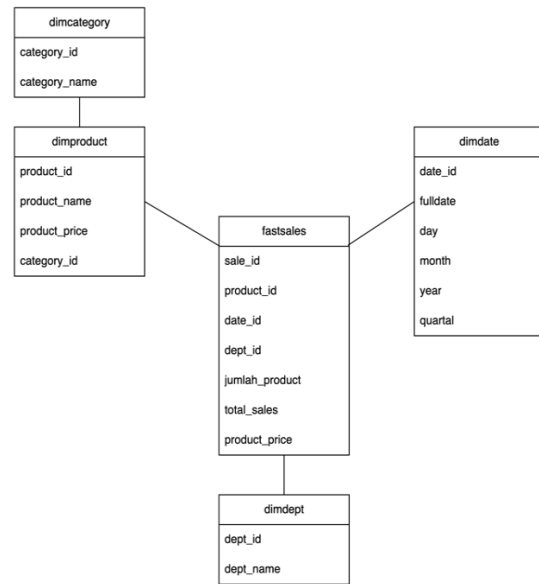 dimcategory
category_id
category_name
dimproduct
product_id
product_name
product_price
category_id
dimdate
date_id
fulldate
day
month
year
quartal
fastsales
sale_id
product_id
date_id
dept_id
jumlah_product
total_sales
product_price
dimdept
dept_id
dept_name